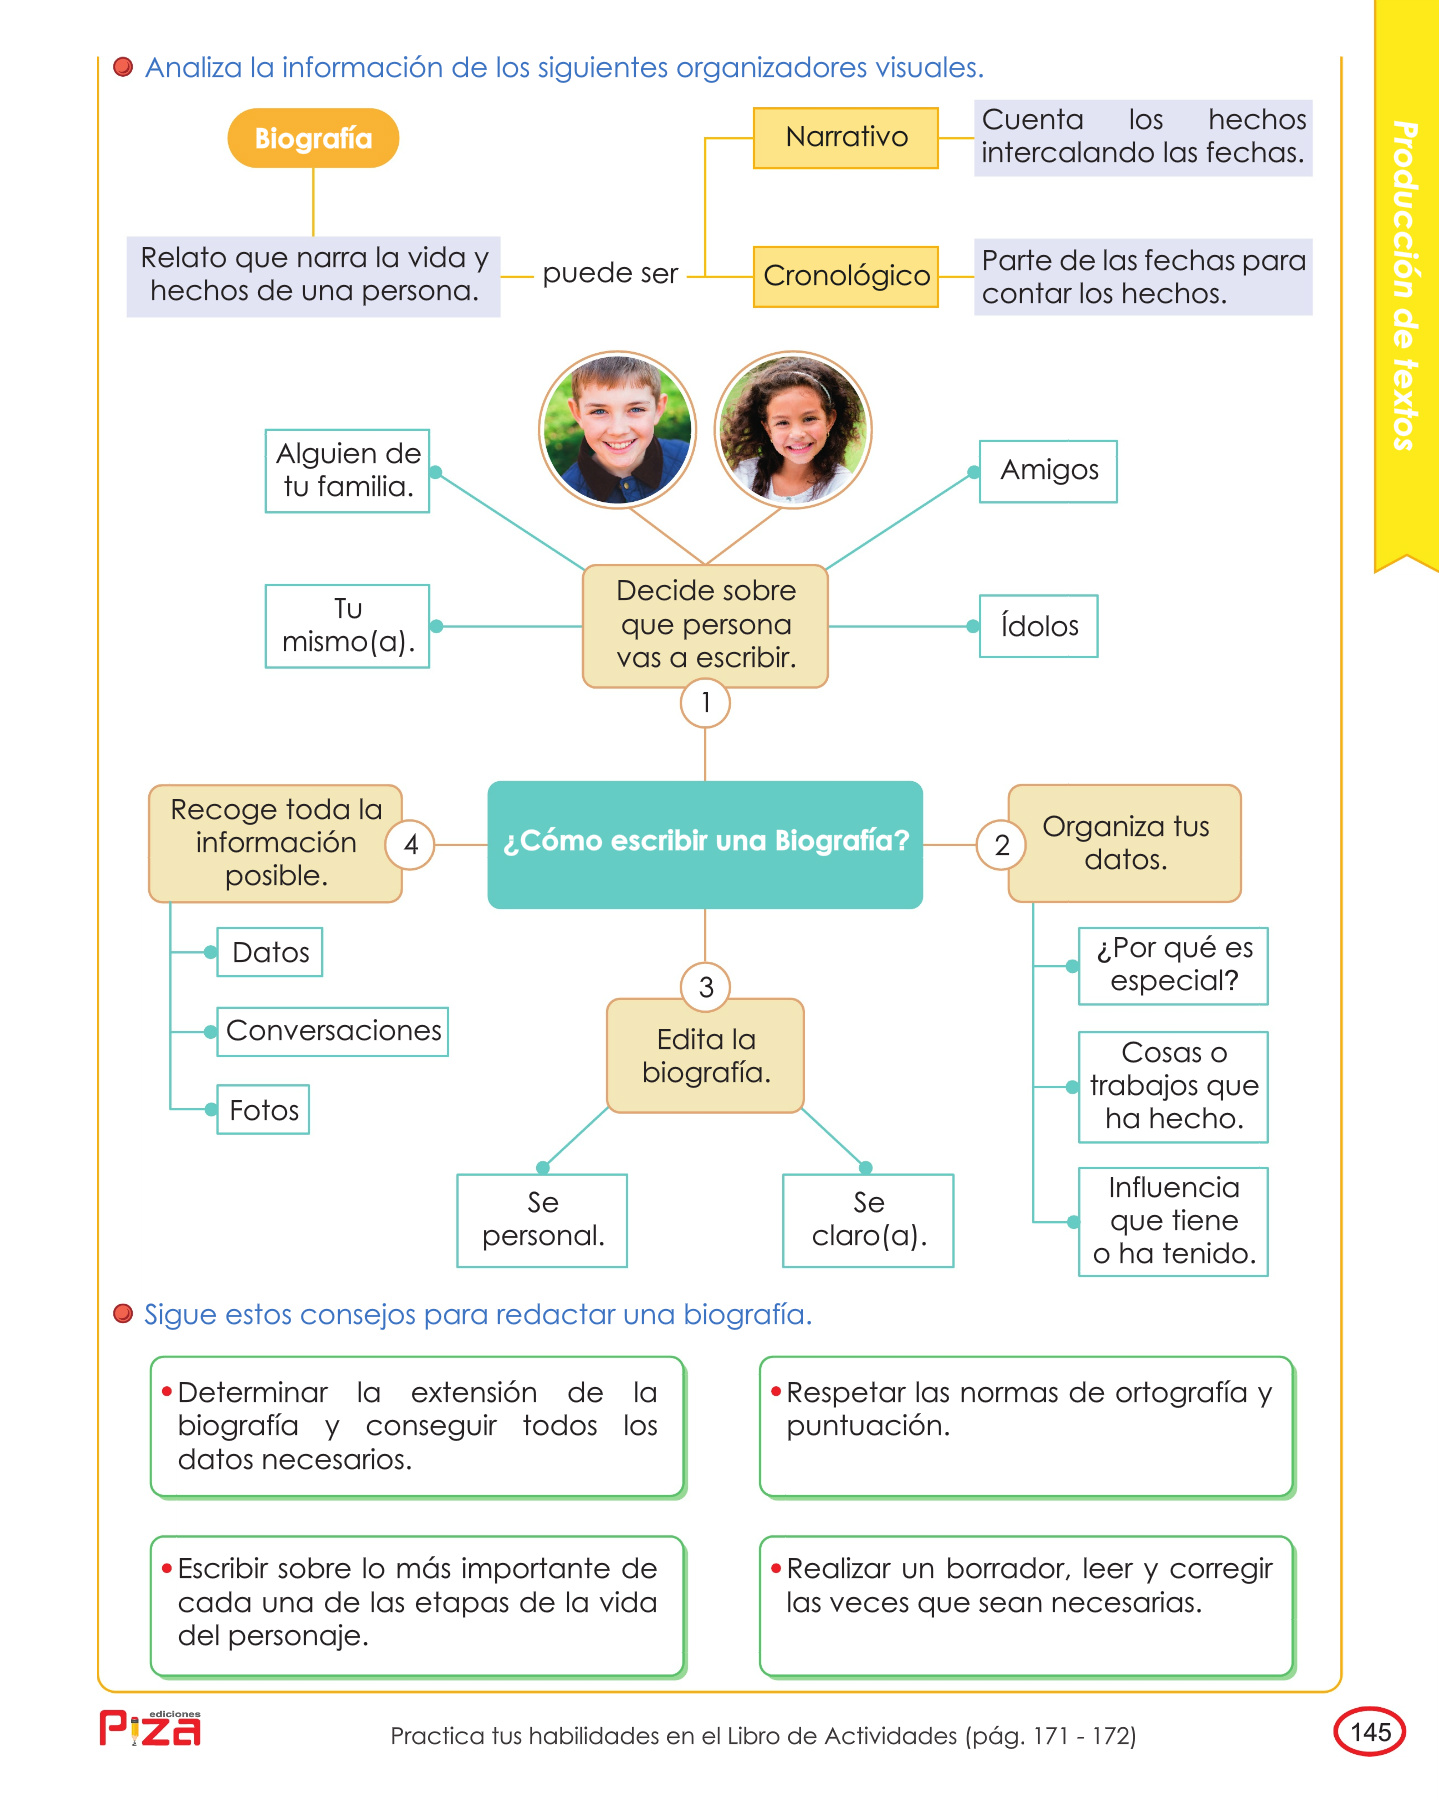 Analiza la información de los siguientes organizadores visuales.
Biografía
Relato que narra la vida y
hechos de una persona.
puede ser
Narrativo
Cuenta los hechos
intercalando las fechas.
Cronológico
Parte de las fechas para
contar los hechos.
Producción de textos
Alguien de
tu familia.
Amigos
Tu
mismo(a).
Decide sobre
que persona
vas a escribir.
Ídolos
1
¿Cómo escribir una Biografía?
2
Organiza tus
datos.
¿Por qué es
especial?
Cosas o
trabajos que
ha hecho.
Influencia
que tiene
o ha tenido.
3
Edita la
biografía.
Se
personal.
Se
claro(a).
4
Recoge toda la
información
posible.
Datos
Conversaciones
Fotos
Sigue estos consejos para redactar una biografía.
• Determinar la extensión de la
biografía y conseguir todos los
datos necesarios.
• Respetar las normas de ortografía y
puntuación.
• Escribir sobre lo más importante de
cada una de las etapas de la vida
del personaje.
• Realizar un borrador, leer y corregir
las veces que sean necesarias.
ediciones
Piza
Practica tus habilidades en el Libro de Actividades (pág. 171 - 172)
145